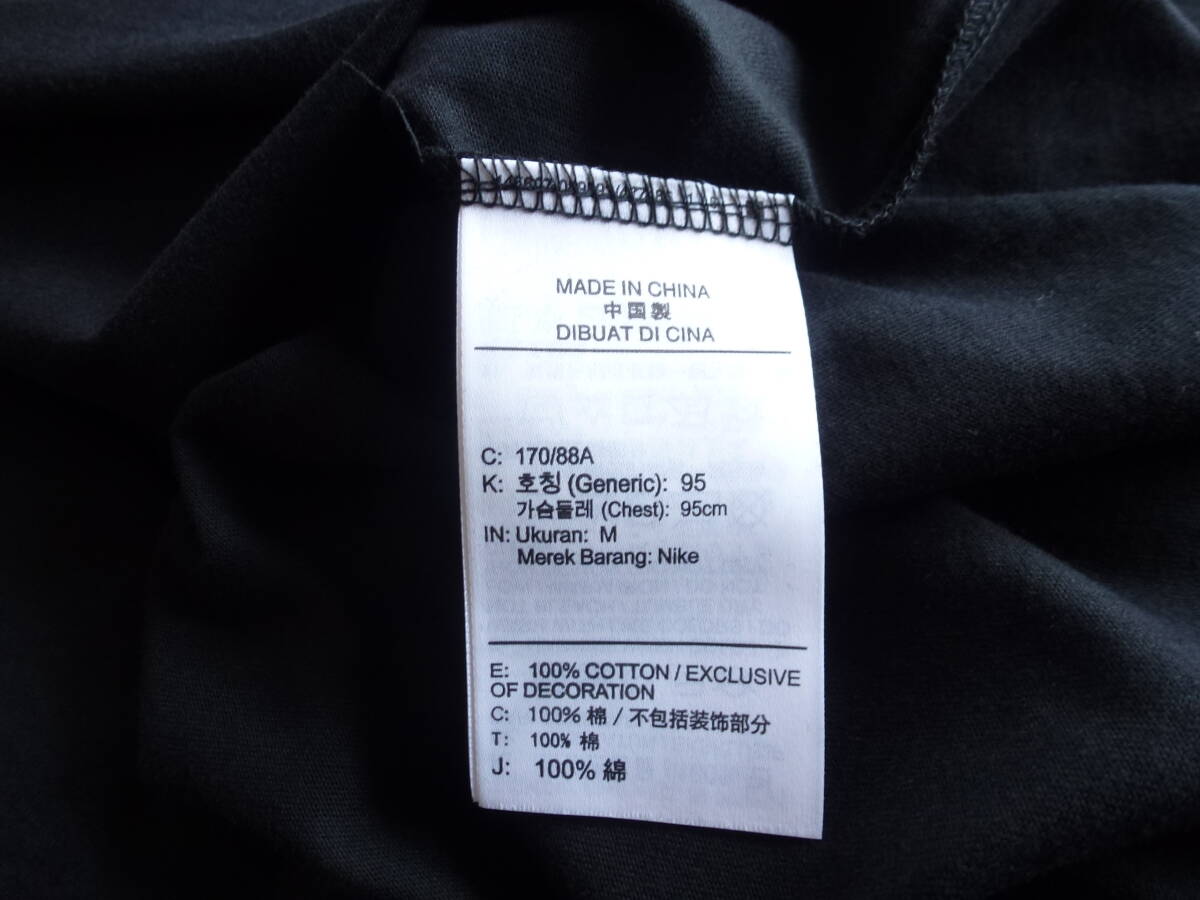 MADE IN CHINA
中国製
DIBUAT DI CINA
C: 170/88A
K: 호칭 (Generic): 95
가슴둘레 (Chest): 95cm
IN: Ukuran: M
Merek Barang: Nike
E: 100% COTTON / EXCLUSIVE
OF DECORATION
C: 100% 棉 / 不包括装饰部分
T: 100% 棉
J: 100% 綿